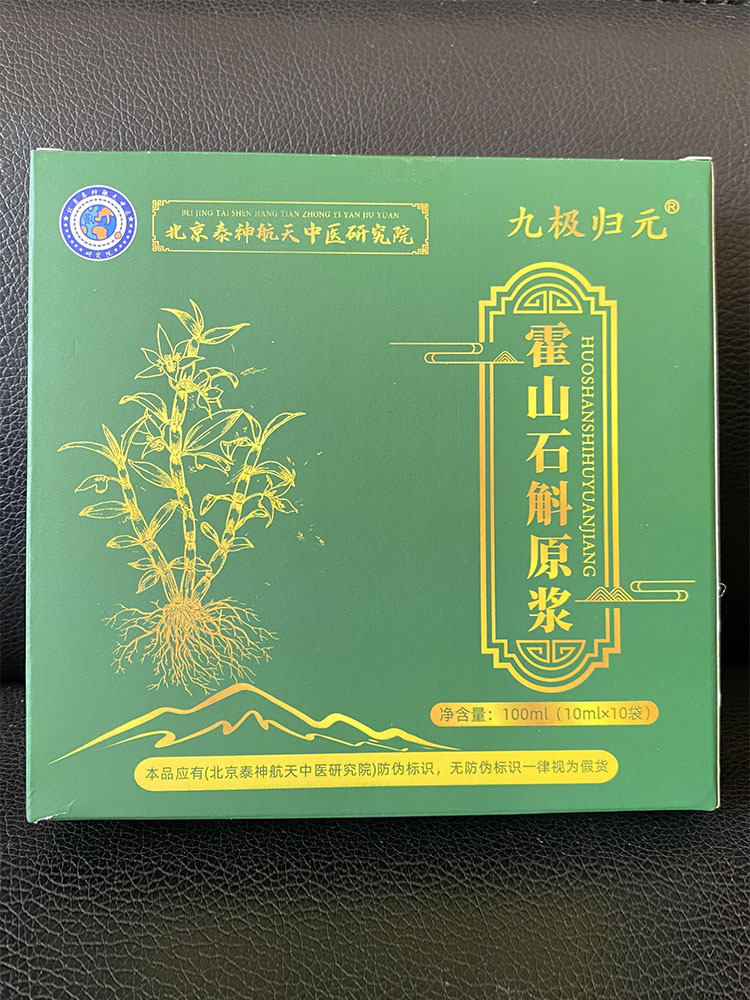 BEI JING TAI SHEN HANG TIAN ZHONG YI YAN JIU YUAN
北京泰神航天中医研究院
九极归元®
霍山石斛原浆
HUOSHANSHIHUYUANJIANG
净含量：100ml（10ml×10袋）
本品应有(北京泰神航天中医研究院)防伪标识，无防伪标识一律视为假货